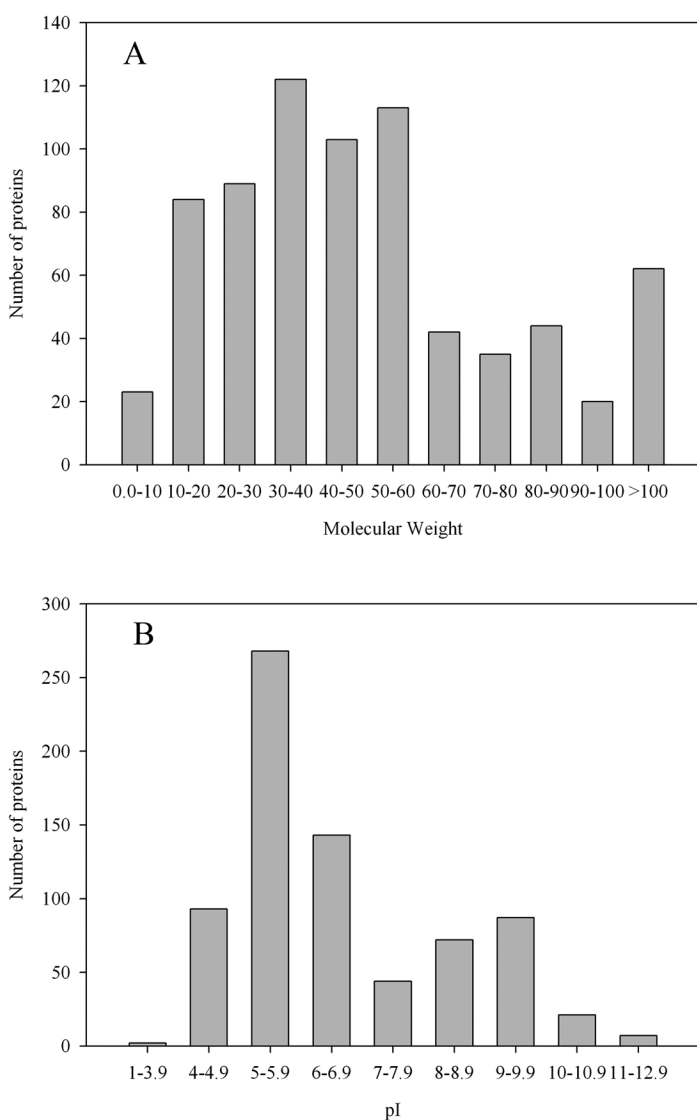 A
140
120
100
80
60
40
20
0
Number of proteins
0.0-10 10-20 20-30 30-40 40-50 50-60 60-70 70-80 80-90 90-100 >100
Molecular Weight
B
300
250
200
150
100
50
0
Number of proteins
1-3.9 4-4.9 5-5.9 6-6.9 7-7.9 8-8.9 9-9.9 10-10.9 11-12.9
pI